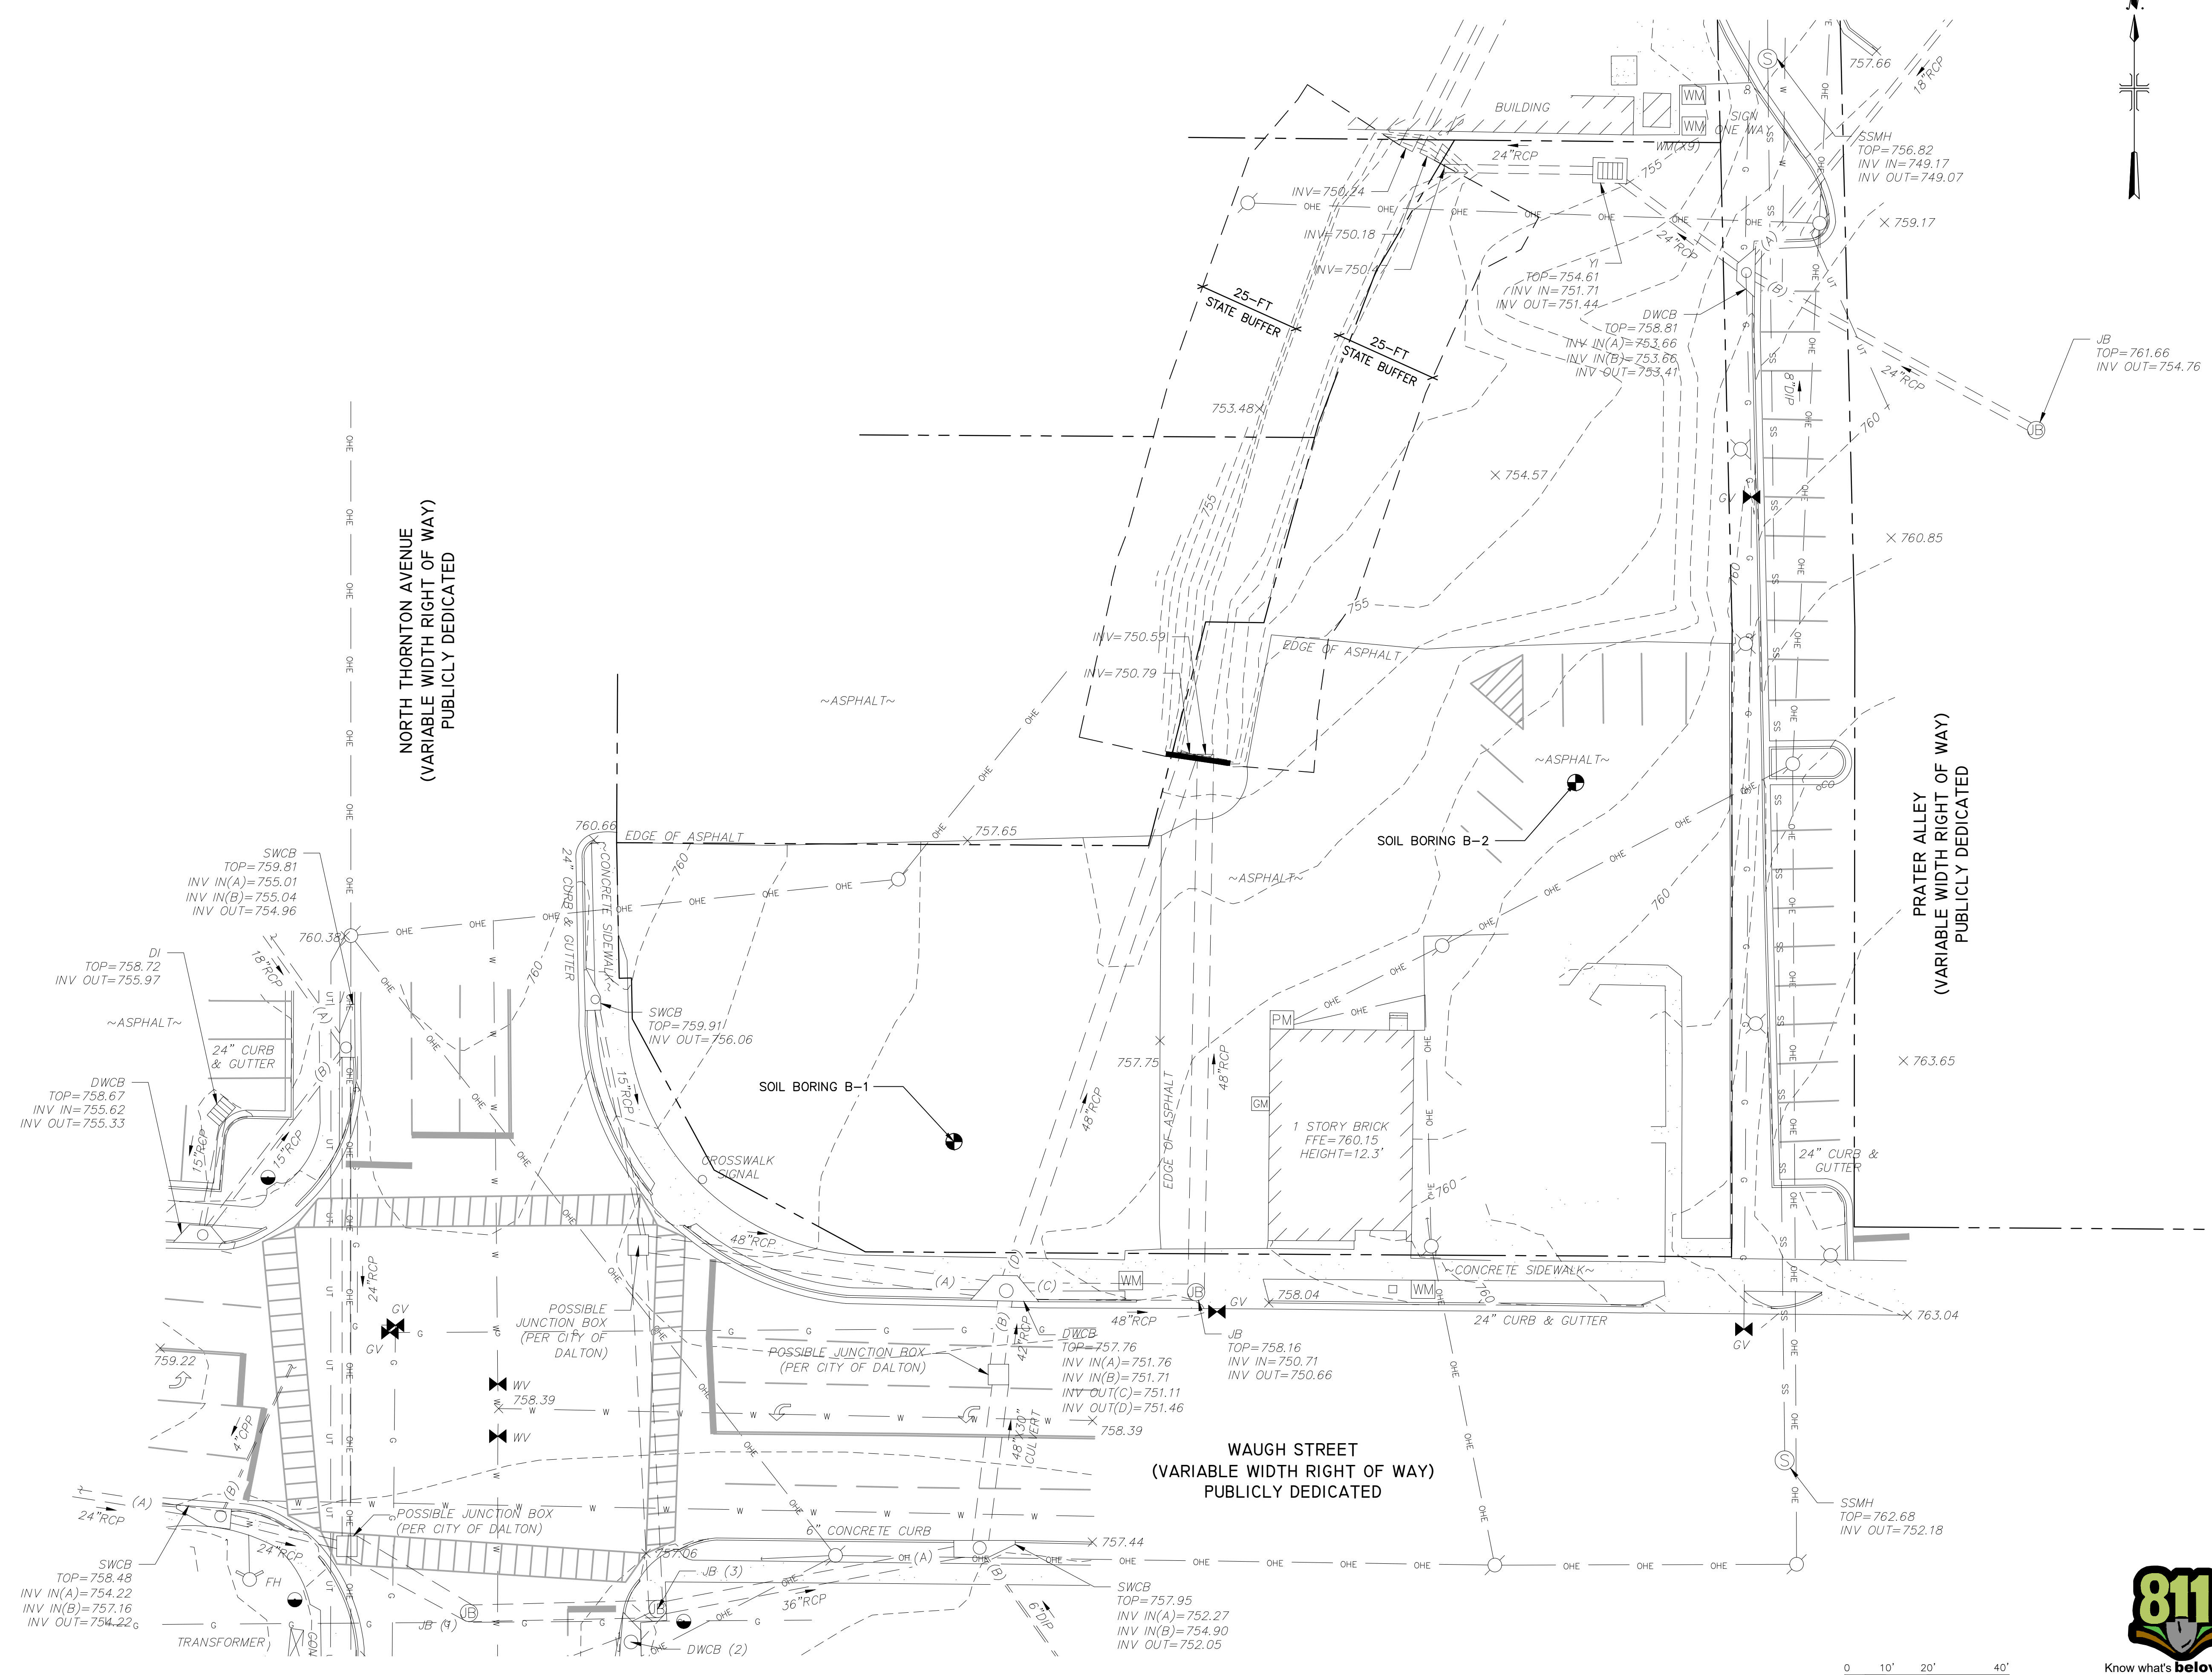 N.
757.66
18"RCP
BUILDING
WM
WM
SIGN
ONE WAY
WM(X9)
S
SSMH
TOP=756.82
INV IN=749.17
INV OUT=749.07
24"RCP
755
INV=750.24
INV=750.18
INV=750.47
759.17
24"RCP
YI
TOP=754.61
INV IN=751.71
INV OUT=751.44
(A)
(B)
DWCB
TOP=758.81
INV IN(A)=753.66
INV IN(B)=753.66
INV OUT=753.41
25-FT
STATE BUFFER
25-FT
STATE BUFFER
8"DIP
24"RCP
JB
TOP=761.66
INV OUT=754.76
JB
760
753.48
754.57
GV
760.85
755
NORTH THORNTON AVENUE
(VARIABLE WIDTH RIGHT OF WAY)
PUBLICLY DEDICATED
760
755
INV=750.59
INV=750.79
EDGE OF ASPHALT
~ASPHALT~
~ASPHALT~
SOIL BORING B-2
CO
PRATER ALLEY
(VARIABLE WIDTH RIGHT OF WAY)
PUBLICLY DEDICATED
760.66
EDGE OF ASPHALT
757.65
760
~CONCRETE SIDEWALK~
24" CURB & GUTTER
~ASPHALT~
760
SWCB
TOP=759.81
INV IN(A)=755.01
INV IN(B)=755.04
INV OUT=754.96
760.38
18"RCP
DI
TOP=758.72
INV OUT=755.97
~ASPHALT~
24" CURB
& GUTTER
(A)
(B)
760
SWCB
TOP=759.91
INV OUT=756.06
PM
DWCB
TOP=758.67
INV IN=755.62
INV OUT=755.33
15"RCP
15"RCP
15"RCP
SOIL BORING B-1
757.75
48"RCP
48"RCP
EDGE OF ASPHALT
GM
1 STORY BRICK
FFE=760.15
HEIGHT=12.3'
763.65
CROSSWALK
SIGNAL
24" CURB &
GUTTER
760
48"RCP
(A)
(D)
(C)
WM
~CONCRETE SIDEWALK~
WM
JB
GV
758.04
760
24" CURB & GUTTER
763.04
GV
24"RCP
GV
GV
POSSIBLE
JUNCTION BOX
(PER CITY OF
DALTON)
(B)
42"RCP
48"RCP
POSSIBLE JUNCTION BOX
(PER CITY OF DALTON)
DWCB
TOP=757.76
INV IN(A)=751.76
INV IN(B)=751.71
INV OUT(C)=751.11
INV OUT(D)=751.46
JB
TOP=758.16
INV IN=750.71
INV OUT=750.66
759.22
WV
758.39
WV
758.39
4"CPP
48"X30"
CULVERT
WAUGH STREET
(VARIABLE WIDTH RIGHT OF WAY)
PUBLICLY DEDICATED
S
SSMH
TOP=762.68
INV OUT=752.18
(A)
24"RCP
(B)
POSSIBLE JUNCTION BOX
(PER CITY OF DALTON)
24"RCP
6" CONCRETE CURB
757.44
757.06
(A)
(B)
SWCB
TOP=758.48
INV IN(A)=754.22
INV IN(B)=757.16
INV OUT=754.22
FH
JB (3)
JB
JB
36"RCP
6"DIP
SWCB
TOP=757.95
INV IN(A)=752.27
INV IN(B)=754.90
INV OUT=752.05
JB (1)
TRANSFORMER
CON
DWCB (2)
811
Know what's
0 10' 20' 40'